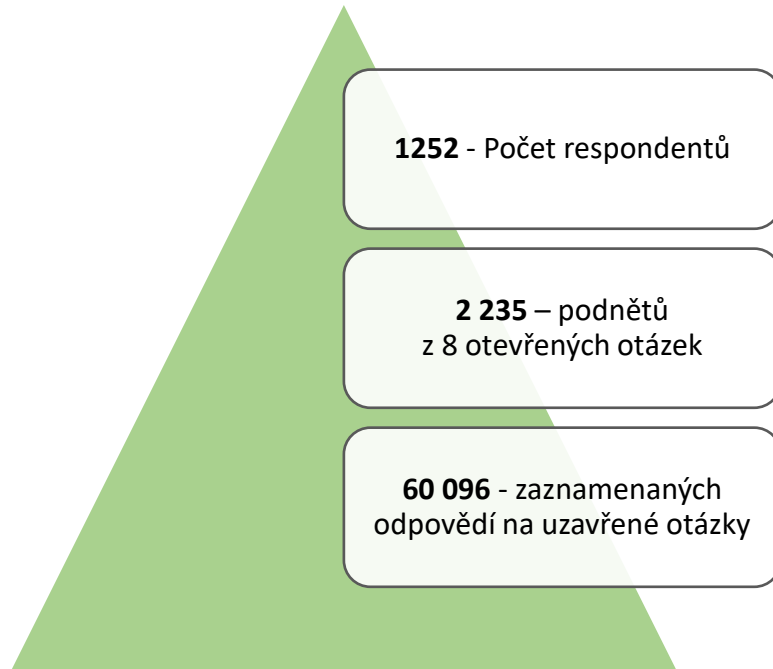 1252 - Počet respondentů
2 235 – podnětů
z 8 otevřených otázek
60 096 - zaznamenaných
odpovědí na uzavřené otázky